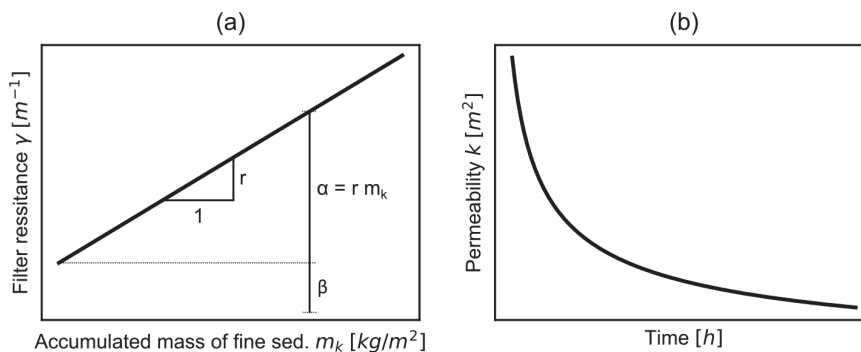 (a)
Filter ressitance γ [m⁻¹]
r
1
α = r mₖ
β
Accumulated mass of fine sed. mₖ [kg/m²]
(b)
Permeability k [m²]
Time [h]